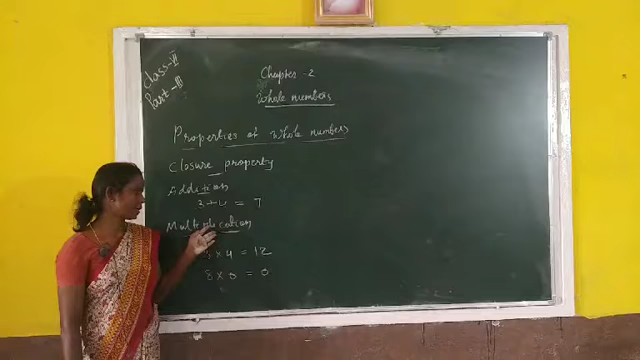 Class-VI
Part-III
Chapter - 2
Whole numbers
Properties of Whole numbers
Closure property
Addition
3+4 = 7
Multiplication
3 × 4 = 12
8 × 0 = 0